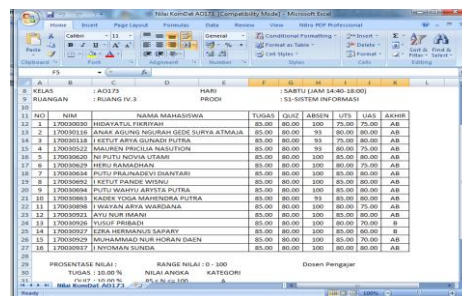 Nilai KomDat AO173 [Compatibility Mode] - Microsoft Excel
Home Insert Page Layout Formulas Data Review View Nitro PDF Professional
Paste Calibri 11 General Conditional Formatting Insert Sort & Find &
Format as Table Delete Filter Select
Cell Styles Format
Clipboard Font Alignment Number Styles Cells Editing
F5
A B C D E F G H I J K
8 KELAS : AO173 HARI : SABTU (JAM 14:40-18:00)
9 RUANGAN : RUANG IV.3 PRODI : S1-SISTEM INFORMASI
10
11 NO NIM NAMA MAHASISWA TUGAS QUIZ ABSEN UTS UAS AKHIR
12 1 170030030 HIDAYATUL FIKRIYAH 85.00 80.00 100 75.00 75.00 AB
13 2 170030116 ANAK AGUNG NGURAH GEDE SURYA ATMAJA 85.00 80.00 93 80.00 80.00 AB
14 3 170030118 I KETUT ARYA GUNADI PUTRA 85.00 80.00 93 80.00 75.00 AB
15 4 170030522 MAUREN PRICILIA NASUTION 85.00 80.00 93 80.00 75.00 AB
16 5 170030620 NI PUTU NOVIA UTAMI 85.00 80.00 100 85.00 80.00 AB
17 6 170030629 HERU RAMADHAN 85.00 80.00 100 75.00 80.00 AB
18 7 170030634 PUTU PRAJNADEVI DHANTARI 85.00 80.00 100 85.00 80.00 AB
19 8 170030692 I KETUT PANDE WISNU 85.00 80.00 100 85.00 80.00 AB
20 9 170030694 PUTU WAHYU ARYSTA PUTRA 85.00 80.00 100 80.00 80.00 AB
21 10 170030863 KADEK YOGA MAHENDRA PUTRA 85.00 80.00 93 80.00 80.00 AB
22 11 170030898 I WAYAN ARYA WARDANA 85.00 80.00 100 80.00 75.00 AB
23 12 170030921 AYU NUR IMANI 85.00 80.00 100 85.00 80.00 AB
24 13 170030926 YUSUF PRIBADI 85.00 80.00 93 80.00 70.00 B
25 14 170030927 EZRA HERMANUS SAPARY 85.00 80.00 100 85.00 60.00 B
26 15 170030929 MUHAMMAD NUR HORAN DAEN 85.00 80.00 100 85.00 70.00 AB
27 16 170030937 I NYOMAN SUNDA 85.00 80.00 100 80.00 80.00 AB
28
29 PROSENTASE NILAI : RANGE NILAI : 0 - 100 Dosen Pengajar
30 TUGAS : 10.00 % NILAI ANGKA KATEGORI
31 QUIZ : 10.00 % 85 < N <= 100 A
Nilai KomDat AO173
Ready 100%